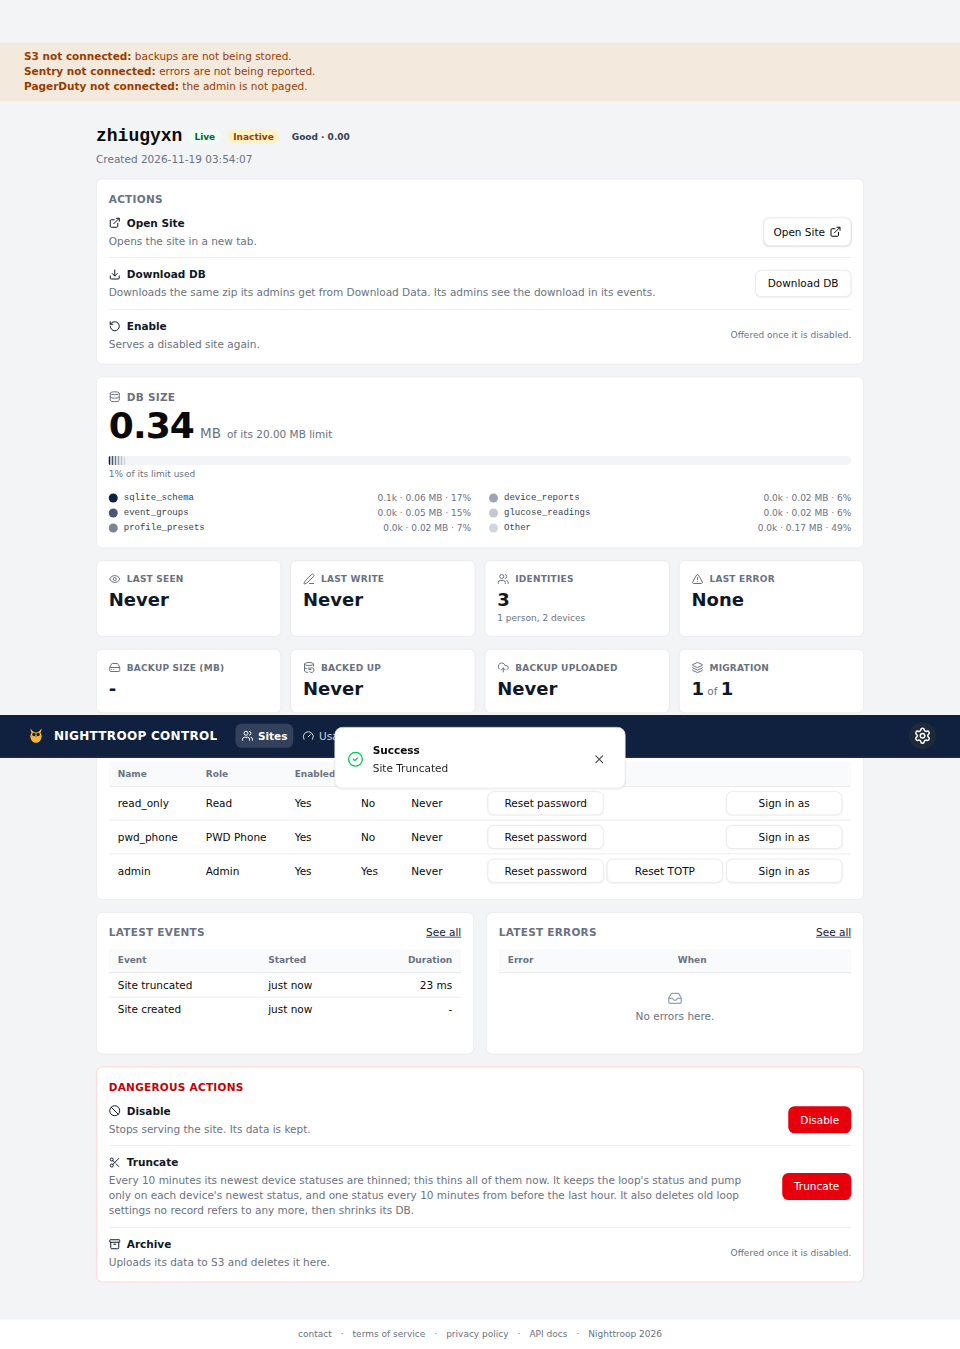 S3 not connected: backups are not being stored.
Sentry not connected: errors are not being reported.
PagerDuty not connected: the admin is not paged.
zhiugyxn Live Inactive Good · 0.00
Created 2026-11-19 03:54:07
ACTIONS
Open Site
Opens the site in a new tab.
Open Site
Download DB
Downloads the same zip its admins get from Download Data. Its admins see the download in its events.
Download DB
Enable
Serves a disabled site again.
Offered once it is disabled.
DB SIZE
0.34 MB of its 20.00 MB limit
1% of its limit used
sqlite_schema 0.1k · 0.06 MB · 17%
event_groups 0.0k · 0.05 MB · 15%
profile_presets 0.0k · 0.02 MB · 7%
device_reports 0.0k · 0.02 MB · 6%
glucose_readings 0.0k · 0.02 MB · 6%
Other 0.0k · 0.17 MB · 49%
LAST SEEN
Never
LAST WRITE
Never
IDENTITIES
3
1 person, 2 devices
LAST ERROR
None
BACKUP SIZE (MB)
-
BACKED UP
Never
BACKUP UPLOADED
Never
MIGRATION
1 of 1
NIGHTTROOP CONTROL Sites
Success
Site Truncated
Name Role Enabled
read_only Read Yes No Never Reset password Sign in as
pwd_phone PWD Phone Yes No Never Reset password Sign in as
admin Admin Yes Yes Never Reset password Reset TOTP Sign in as
LATEST EVENTS See all
Event Started Duration
Site truncated just now 23 ms
Site created just now -
LATEST ERRORS See all
Error When
No errors here.
DANGEROUS ACTIONS
Disable
Stops serving the site. Its data is kept.
Disable
Truncate
Every 10 minutes its newest device statuses are thinned; this thins all of them now. It keeps the loop's status and pump
only on each device's newest status, and one status every 10 minutes from before the last hour. It also deletes old loop
settings no record refers to any more, then shrinks its DB.
Truncate
Archive
Uploads its data to S3 and deletes it here.
Offered once it is disabled.
contact · terms of service · privacy policy · API docs · Nighttroop 2026